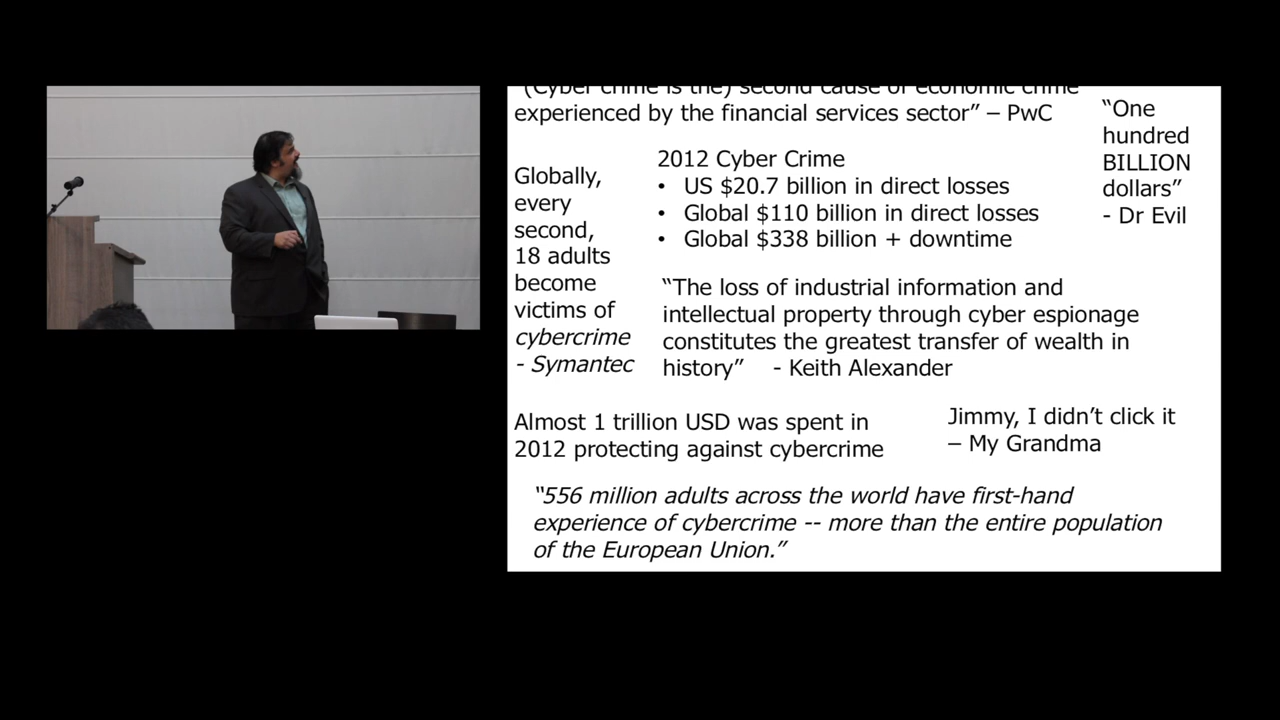 “(Cyber crime is the) second cause of economic crime
experienced by the financial services sector” – PwC
“One
hundred
BILLION
dollars”
- Dr Evil
Globally,
every
second,
18 adults
become
victims of
cybercrime
- Symantec
2012 Cyber Crime
• US $20.7 billion in direct losses
• Global $110 billion in direct losses
• Global $338 billion + downtime
“The loss of industrial information and
intellectual property through cyber espionage
constitutes the greatest transfer of wealth in
history” - Keith Alexander
Almost 1 trillion USD was spent in
2012 protecting against cybercrime
Jimmy, I didn’t click it
– My Grandma
“556 million adults across the world have first-hand
experience of cybercrime -- more than the entire population
of the European Union.”